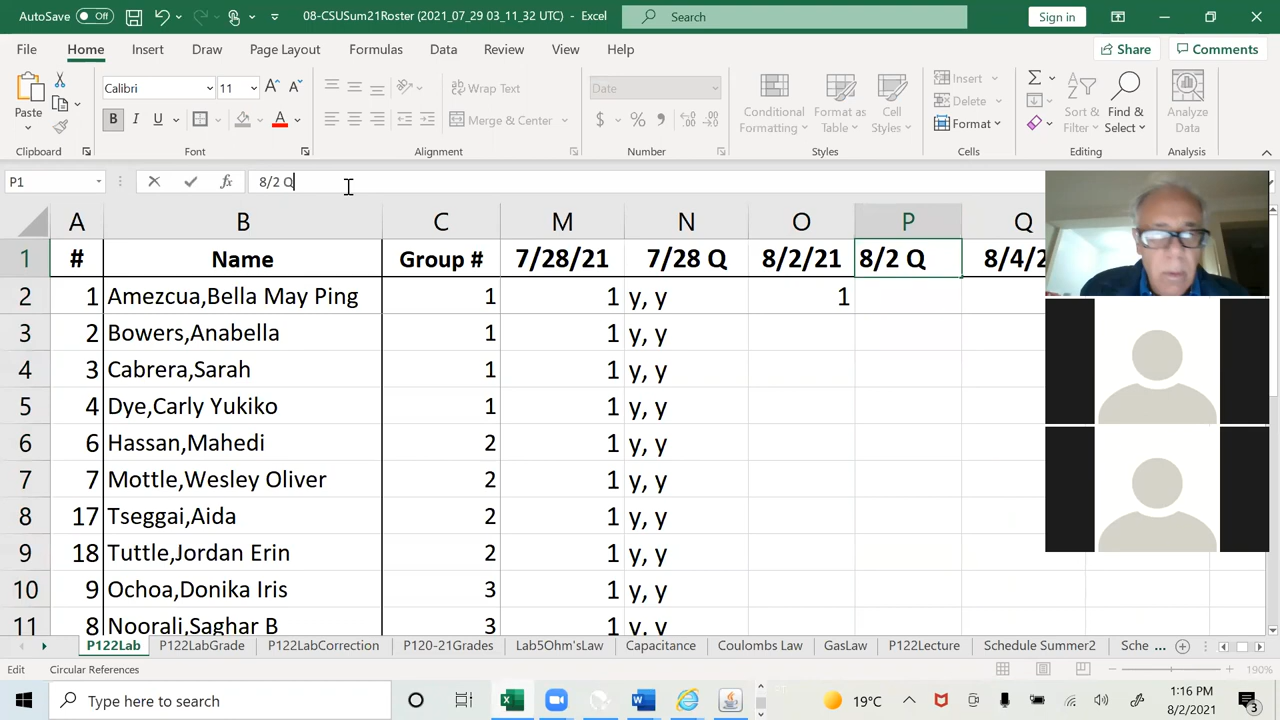 AutoSave Off 08-CSUSum21Roster (2021_07_29 03_11_32 UTC) - Excel Search Sign in
File Home Insert Draw Page Layout Formulas Data Review View Help Share Comments
Calibri 11 A A Wrap Text Date Insert
Paste B I U A Merge & Center $ % 9 Conditional Formatting Format as Table Cell Styles Delete Format Sort & Filter Find & Select Analyze Data
Clipboard Font Alignment Number Styles Cells Editing Analysis
P1 fx 8/2 Q
A B C M N O P Q
1 # Name Group # 7/28/21 7/28 Q 8/2/21 8/2 Q 8/4/2
2 1 Amezcua,Bella May Ping 1 1 y, y 1
3 2 Bowers,Anabella 1 1 y, y
4 3 Cabrera,Sarah 1 1 y, y
5 4 Dye,Carly Yukiko 1 1 y, y
6 6 Hassan,Mahedi 2 1 y, y
7 7 Mottle,Wesley Oliver 2 1 y, y
8 17 Tseggai,Aida 2 1 y, y
9 18 Tuttle,Jordan Erin 2 1 y, y
10 9 Ochoa,Donika Iris 3 1 y, y
11 8 Noorali,Saghar B 3 1 y, y
P122Lab P122LabGrade P122LabCorrection P120-21Grades Lab5Ohm'sLaw Capacitance Coulombs Law GasLaw P122Lecture Schedule Summer2 Sche ...
Edit Circular References 190%
Type here to search 19°C 1:16 PM
8/2/2021 3